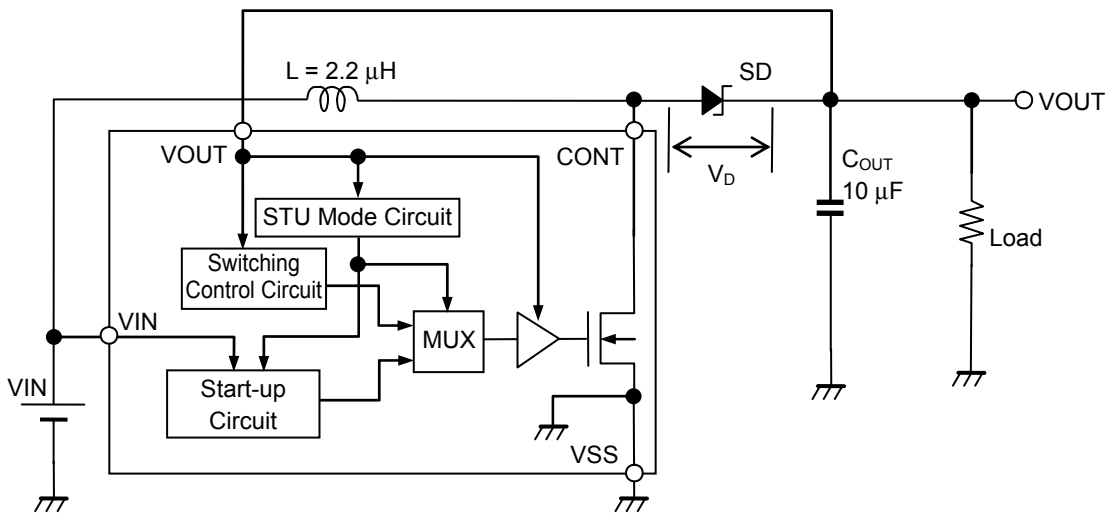 L = 2.2 μH
SD
VOUT
VOUT
CONT
V_D
C_OUT
10 μF
STU Mode Circuit
Load
Switching
Control Circuit
VIN
MUX
VIN
Start-up
Circuit
VSS